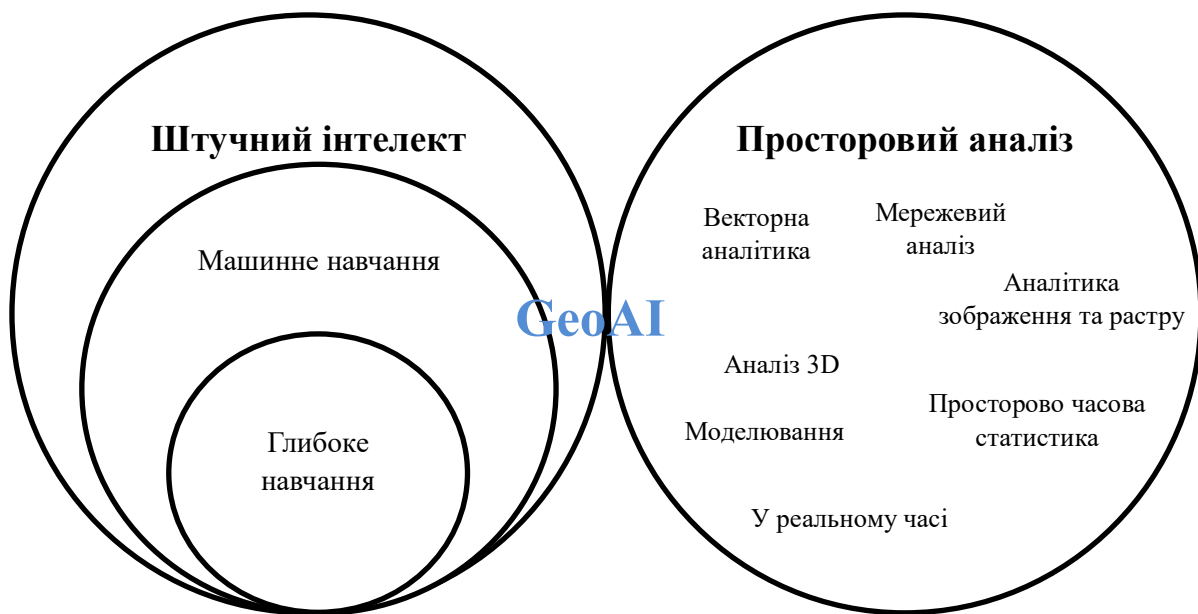 Штучний інтелект
Машинне навчання
Глибоке
навчання
GeoAI
Просторовий аналіз
Векторна
аналітика
Мережевий
аналіз
Аналітика
зображення та растру
Аналіз 3D
Просторово часова
статистика
Моделювання
У реальному часі